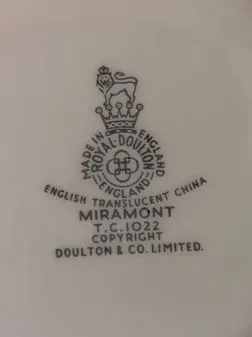 MADE IN ENGLAND
ROYAL·DOULTON
ENGLAND
ENGLISH TRANSLUCENT CHINA
MIRAMONT
T.C.1022
COPYRIGHT
DOULTON & CO. LIMITED.